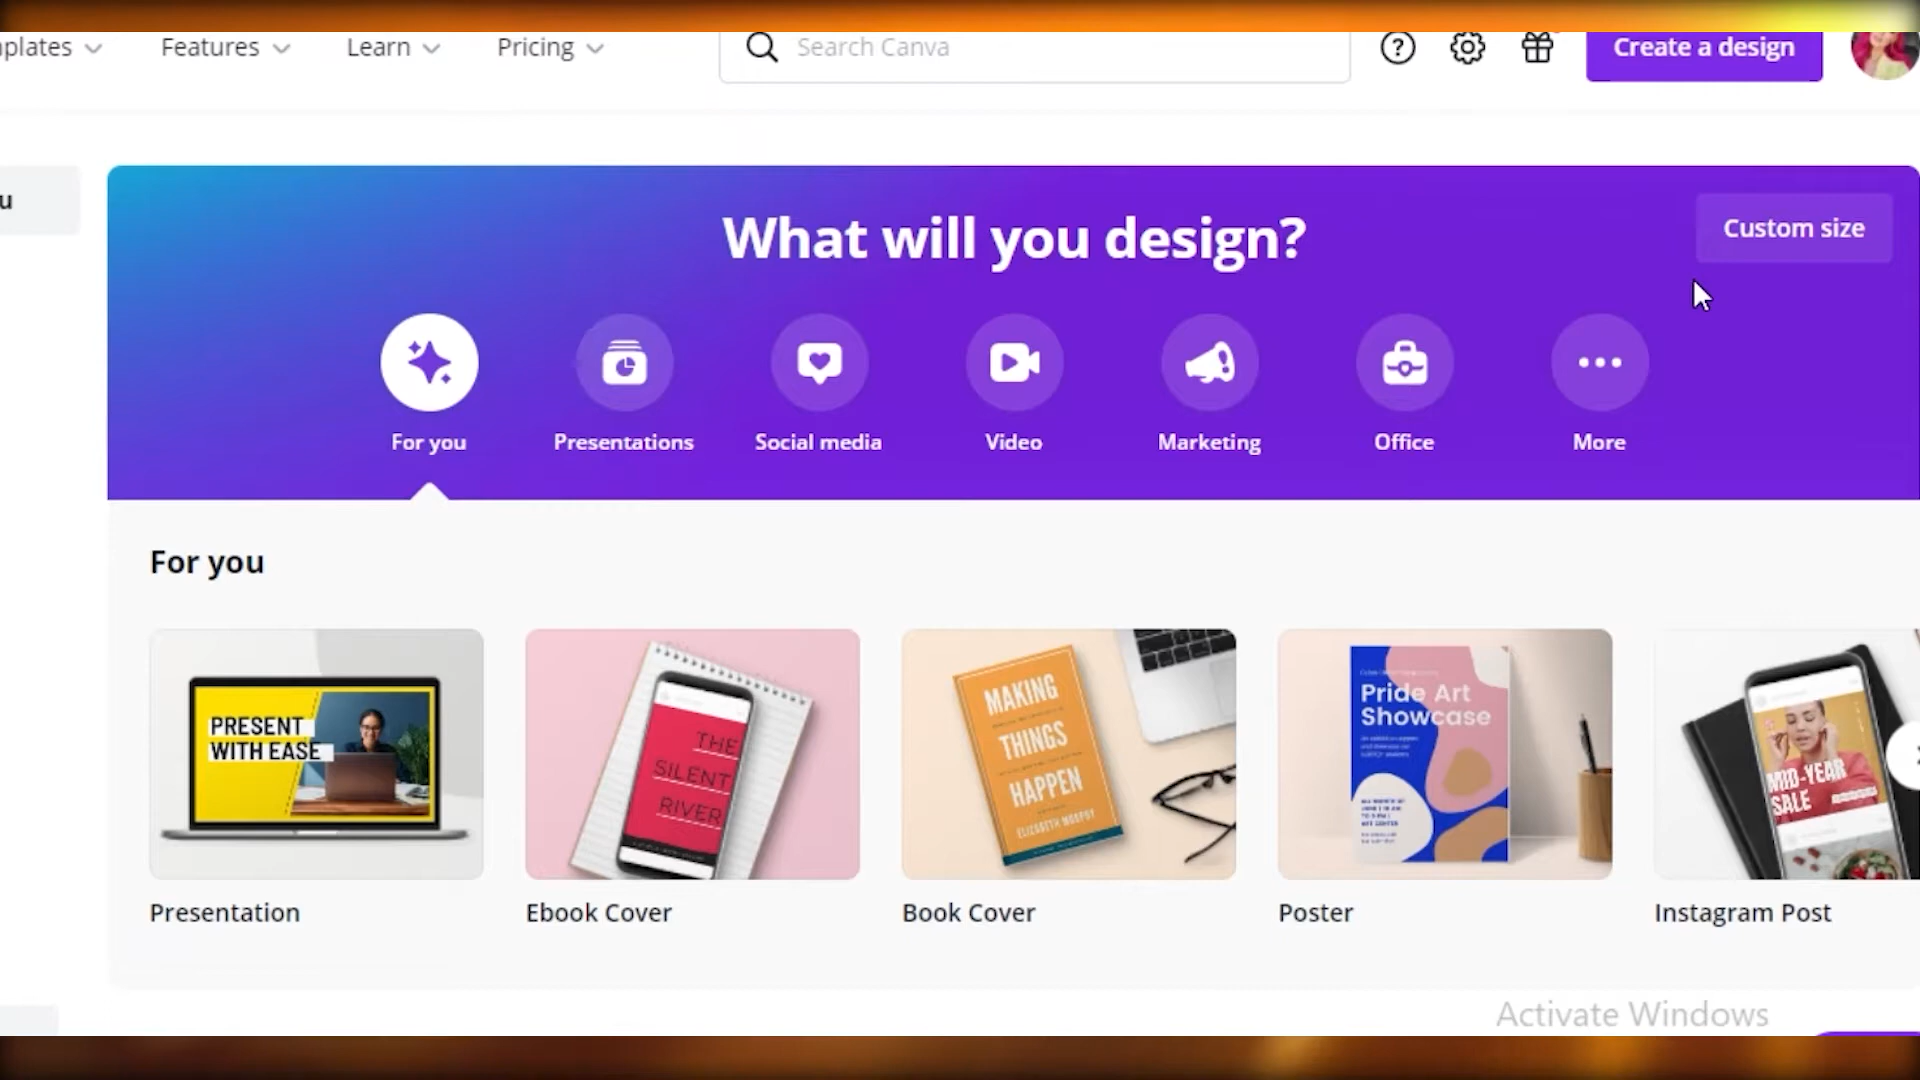 plates
Features
Learn
Pricing
Search Canva
?
Create a design
u
What will you design?
Custom size
For you
Presentations
Social media
Video
Marketing
Office
More
For you
PRESENT
WITH EASE
THE
SILENT
RIVER
MAKING
THINGS
HAPPEN
ELIZABETH MURPHY
Pride Art
Showcase
MID-YEAR
SALE
Presentation
Ebook Cover
Book Cover
Poster
Instagram Post
Activate Windows